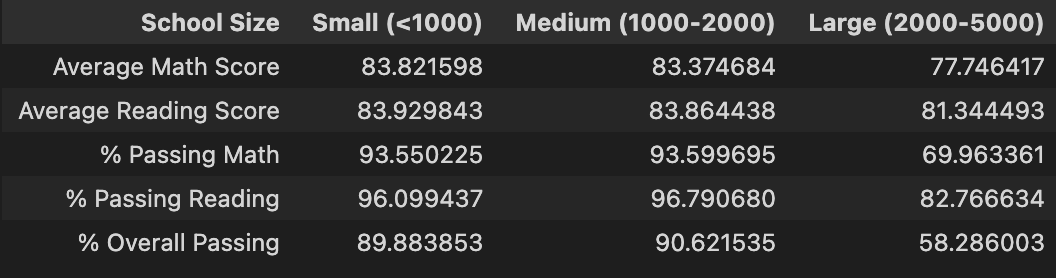 School Size Small (<1000) Medium (1000-2000) Large (2000-5000)
Average Math Score 83.821598 83.374684 77.746417
Average Reading Score 83.929843 83.864438 81.344493
% Passing Math 93.550225 93.599695 69.963361
% Passing Reading 96.099437 96.790680 82.766634
% Overall Passing 89.883853 90.621535 58.286003